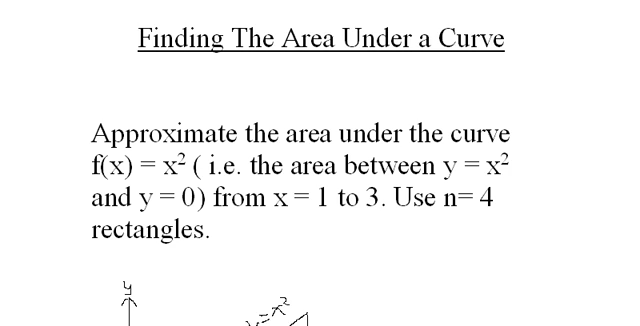 Finding The Area Under a Curve
Approximate the area under the curve
f(x) = x² ( i.e. the area between y = x²
and y = 0) from x = 1 to 3. Use n= 4
rectangles.
y
y=x²